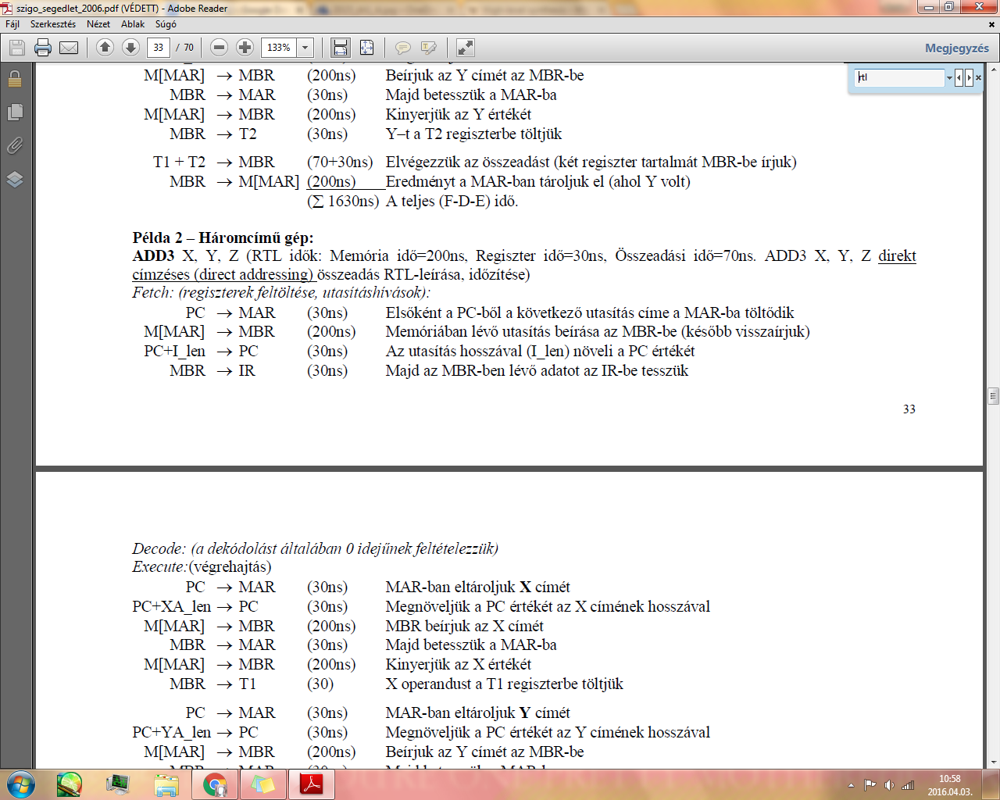 szigo_segedlet_2006.pdf (VÉDETT) - Adobe Reader
Fájl Szerkesztés Nézet Ablak Súgó
33 / 70 133% Megjegyzés
rtl
M[MAR] → MBR (200ns) Beírjuk az Y címét az MBR-be
MBR → MAR (30ns) Majd betesszük a MAR-ba
M[MAR] → MBR (200ns) Kinyerjük az Y értékét
MBR → T2 (30ns) Y–t a T2 regiszterbe töltjük
T1 + T2 → MBR (70+30ns) Elvégezzük az összeadást (két regiszter tartalmát MBR-be írjuk)
MBR → M[MAR] (200ns) Eredményt a MAR-ban tároljuk el (ahol Y volt)
(∑ 1630ns) A teljes (F-D-E) idő.
Példa 2 – Háromcímű gép:
ADD3 X, Y, Z (RTL idők: Memória idő=200ns, Regiszter idő=30ns, Összeadási idő=70ns. ADD3 X, Y, Z direkt
címzéses (direct addressing) összeadás RTL-leírása, időzítése)
Fetch: (regiszterek feltöltése, utasításhívások):
PC → MAR (30ns) Elsőként a PC-ből a következő utasítás címe a MAR-ba töltődik
M[MAR] → MBR (200ns) Memóriában lévő utasítás beírása az MBR-be (később visszaírjuk)
PC+I_len → PC (30ns) Az utasítás hosszával (I_len) növeli a PC értékét
MBR → IR (30ns) Majd az MBR-ben lévő adatot az IR-be tesszük
33
Decode: (a dekódolást általában 0 idejűnek feltételezzük)
Execute:(végrehajtás)
PC → MAR (30ns) MAR-ban eltároljuk X címét
PC+XA_len → PC (30ns) Megnöveljük a PC értékét az X címének hosszával
M[MAR] → MBR (200ns) MBR beírjuk az X címét
MBR → MAR (30ns) Majd betesszük a MAR-ba
M[MAR] → MBR (200ns) Kinyerjük az X értékét
MBR → T1 (30) X operandust a T1 regiszterbe töltjük
PC → MAR (30ns) MAR-ban eltároljuk Y címét
PC+YA_len → PC (30ns) Megnöveljük a PC értékét az Y címének hosszával
M[MAR] → MBR (200ns) Beírjuk az Y címét az MBR-be
10:58
2016.04.03.